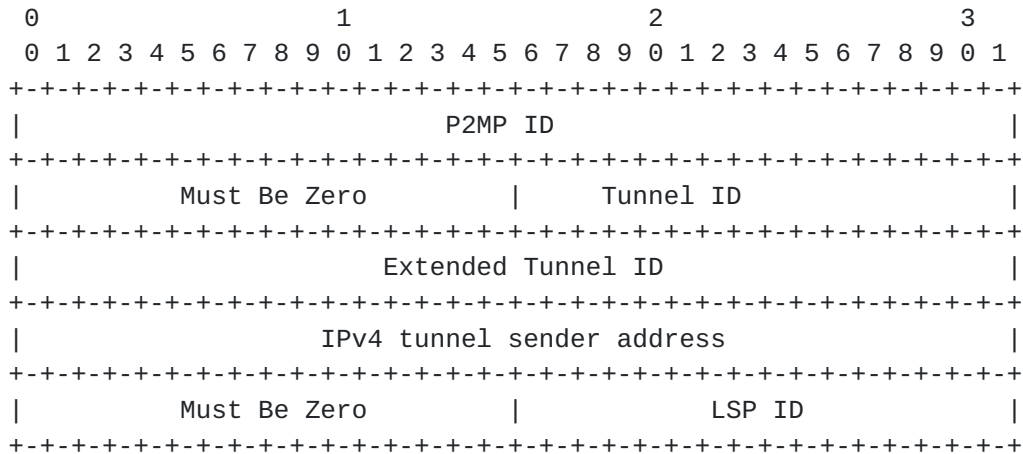 0                   1                   2                   3
 0 1 2 3 4 5 6 7 8 9 0 1 2 3 4 5 6 7 8 9 0 1 2 3 4 5 6 7 8 9 0 1
+-+-+-+-+-+-+-+-+-+-+-+-+-+-+-+-+-+-+-+-+-+-+-+-+-+-+-+-+-+-+-+-+
|                           P2MP ID                             |
+-+-+-+-+-+-+-+-+-+-+-+-+-+-+-+-+-+-+-+-+-+-+-+-+-+-+-+-+-+-+-+-+
|          Must Be Zero         |     Tunnel ID                 |
+-+-+-+-+-+-+-+-+-+-+-+-+-+-+-+-+-+-+-+-+-+-+-+-+-+-+-+-+-+-+-+-+
|                       Extended Tunnel ID                      |
+-+-+-+-+-+-+-+-+-+-+-+-+-+-+-+-+-+-+-+-+-+-+-+-+-+-+-+-+-+-+-+-+
|                   IPv4 tunnel sender address                  |
+-+-+-+-+-+-+-+-+-+-+-+-+-+-+-+-+-+-+-+-+-+-+-+-+-+-+-+-+-+-+-+-+
|          Must Be Zero         |            LSP ID             |
+-+-+-+-+-+-+-+-+-+-+-+-+-+-+-+-+-+-+-+-+-+-+-+-+-+-+-+-+-+-+-+-+